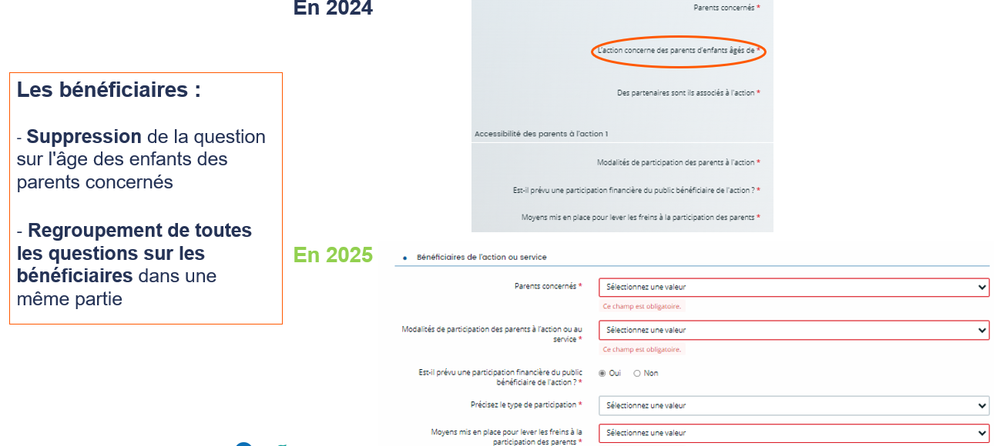 En 2024
Les bénéficiaires :
- Suppression de la question
sur l'âge des enfants des
parents concernés
- Regroupement de toutes
les questions sur les
bénéficiaires dans une
même partie
Parents concernés *
L'action concerne des parents d'enfants âgés de *
Des partenaires sont ils associés à l'action *
Accessibilité des parents à l'action 1
Modalités de participation des parents à l'action *
Est-il prévu une participation financière du public bénéficiaire de l'action ? *
Moyens mis en place pour lever les freins à la participation des parents *
En 2025
• Bénéficiaires de l'action ou service
Parents concernés * Sélectionnez une valeur
Ce champ est obligatoire.
Modalités de participation des parents à l'action ou au
service *
Sélectionnez une valeur
Ce champ est obligatoire.
Est-il prévu une participation financière du public
bénéficiaire de l'action ? *
Oui Non
Précisez le type de participation * Sélectionnez une valeur
Moyens mis en place pour lever les freins à la
participation des parents *
Sélectionnez une valeur